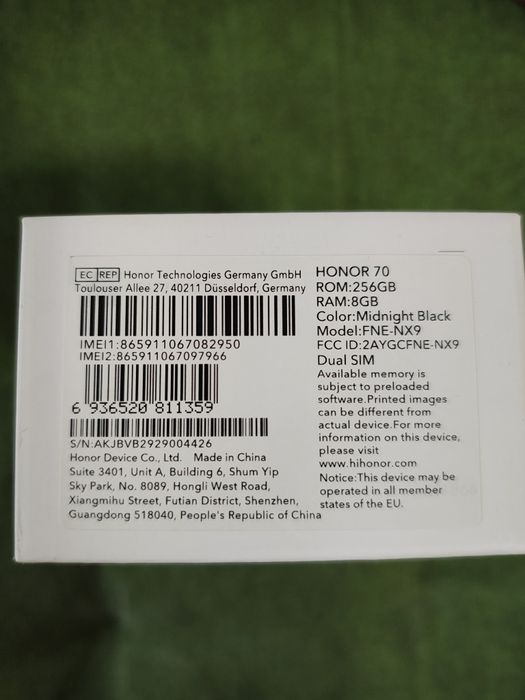 EC REP Honor Technologies Germany GmbH
Toulouser Allee 27, 40211 Düsseldorf, Germany
IMEI1:865911067082950
IMEI2:865911067097966
6 936520 811359
S/N:AKJBVB2929004426
Honor Device Co., Ltd. Made in China
Suite 3401, Unit A, Building 6, Shum Yip
Sky Park, No. 8089, Hongli West Road,
Xiangmihu Street, Futian District, Shenzhen,
Guangdong 518040, People's Republic of China
HONOR 70
ROM:256GB
RAM:8GB
Color:Midnight Black
Model:FNE-NX9
FCC ID:2AYGCFNE-NX9
Dual SIM
Available memory is
subject to preloaded
software.Printed images
can be different from
actual device.For more
information on this device,
please visit
www.hihonor.com
Notice:This device may be
operated in all member
states of the EU.